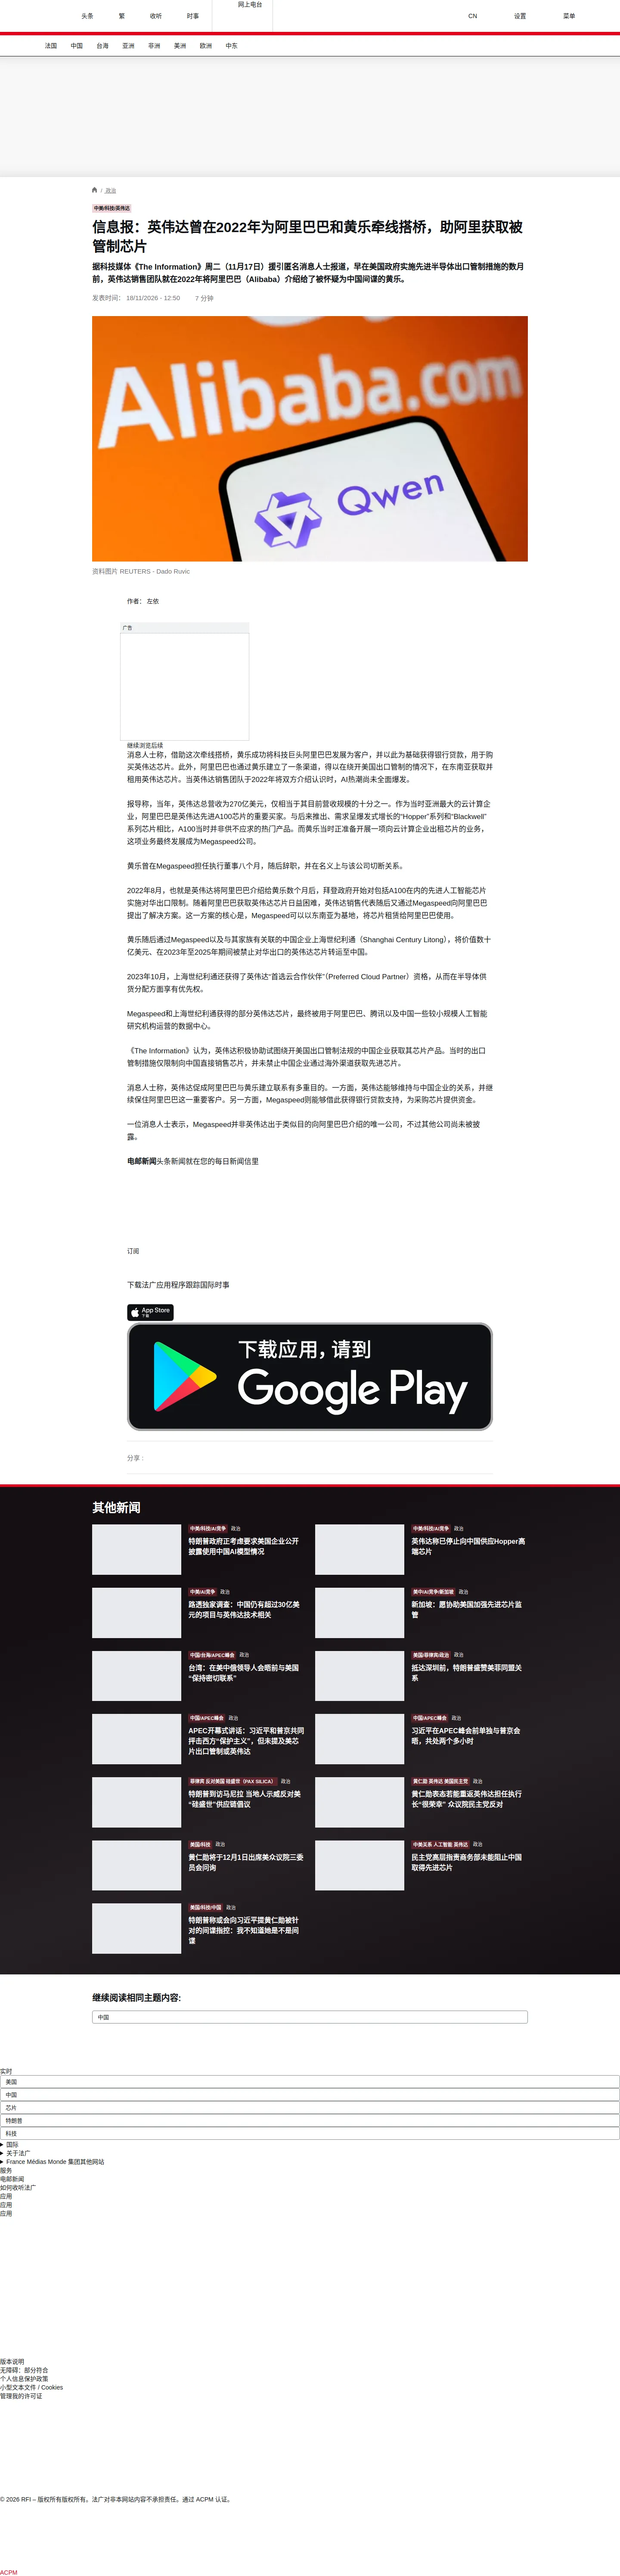 头条
繁
收听
时事
网上电台
CN
设置
菜单
法国
中国
台海
亚洲
非洲
美洲
欧洲
中东
/ 政治
中美/科技/英伟达
信息报：英伟达曾在2022年为阿里巴巴和黄乐牵线搭桥，助阿里获取被
管制芯片
据科技媒体《The Information》周二（11月17日）援引匿名消息人士报道，早在美国政府实施先进半导体出口管制措施的数月
前，英伟达销售团队就在2022年将阿里巴巴（Alibaba）介绍给了被怀疑为中国间谍的黄乐。
发表时间： 18/11/2026 - 12:50
7 分钟
Alibaba.com
Qwen
资料图片 REUTERS - Dado Ruvic
作者： 左依
广告
继续浏览后续
消息人士称，借助这次牵线搭桥，黄乐成功将科技巨头阿里巴巴发展为客户，并以此为基础获得银行贷款，用于购
买英伟达芯片。此外，阿里巴巴也通过黄乐建立了一条渠道，得以在绕开美国出口管制的情况下，在东南亚获取并
租用英伟达芯片。当英伟达销售团队于2022年将双方介绍认识时，AI热潮尚未全面爆发。
报导称，当年，英伟达总营收为270亿美元，仅相当于其目前营收规模的十分之一。作为当时亚洲最大的云计算企
业，阿里巴巴是英伟达先进A100芯片的重要买家。与后来推出、需求呈爆发式增长的“Hopper”系列和“Blackwell”
系列芯片相比，A100当时并非供不应求的热门产品。而黄乐当时正准备开展一项向云计算企业出租芯片的业务，
这项业务最终发展成为Megaspeed公司。
黄乐曾在Megaspeed担任执行董事八个月，随后辞职，并在名义上与该公司切断关系。
2022年8月，也就是英伟达将阿里巴巴介绍给黄乐数个月后，拜登政府开始对包括A100在内的先进人工智能芯片
实施对华出口限制。随着阿里巴巴获取英伟达芯片日益困难，英伟达销售代表随后又通过Megaspeed向阿里巴巴
提出了解决方案。这一方案的核心是，Megaspeed可以以东南亚为基地，将芯片租赁给阿里巴巴使用。
黄乐随后通过Megaspeed以及与其家族有关联的中国企业上海世纪利通（Shanghai Century Litong），将价值数十
亿美元、在2023年至2025年期间被禁止对华出口的英伟达芯片转运至中国。
2023年10月，上海世纪利通还获得了英伟达“首选云合作伙伴”（Preferred Cloud Partner）资格，从而在半导体供
货分配方面享有优先权。
Megaspeed和上海世纪利通获得的部分英伟达芯片，最终被用于阿里巴巴、腾讯以及中国一些较小规模人工智能
研究机构运营的数据中心。
《The Information》认为，英伟达积极协助试图绕开美国出口管制法规的中国企业获取其芯片产品。当时的出口
管制措施仅限制向中国直接销售芯片，并未禁止中国企业通过海外渠道获取先进芯片。
消息人士称，英伟达促成阿里巴巴与黄乐建立联系有多重目的。一方面，英伟达能够维持与中国企业的关系，并继
续保住阿里巴巴这一重要客户。另一方面，Megaspeed则能够借此获得银行贷款支持，为采购芯片提供资金。
一位消息人士表示，Megaspeed并非英伟达出于类似目的向阿里巴巴介绍的唯一公司，不过其他公司尚未被披
露。
电邮新闻头条新闻就在您的每日新闻信里
订阅
下载法广应用程序跟踪国际时事
App Store
下载
下载应用，请到
Google Play
分享 :
其他新闻
中美/科技/AI竞争 政治
特朗普政府正考虑要求美国企业公开
披露使用中国AI模型情况
中美/科技/AI竞争 政治
英伟达称已停止向中国供应Hopper高
端芯片
中美/AI竞争 政治
路透独家调查：中国仍有超过30亿美
元的项目与英伟达技术相关
美中/AI竞争/新加坡 政治
新加坡：愿协助美国加强先进芯片监
管
中国/台海/APEC峰会 政治
台湾：在美中俄领导人会晤前与美国
“保持密切联系”
美国/菲律宾/政治 政治
抵达深圳前，特朗普盛赞美菲同盟关
系
中国/APEC峰会 政治
APEC开幕式讲话：习近平和普京共同
抨击西方“保护主义”，但未提及美芯
片出口管制或英伟达
中国/APEC峰会 政治
习近平在APEC峰会前单独与普京会
晤，共处两个多小时
菲律宾 反对美国 硅盛世（PAX SILICA） 政治
特朗普到访马尼拉 当地人示威反对美
“硅盛世”供应链倡议
黄仁勋 英伟达 美国民主党 政治
黄仁勋表态若能重返英伟达担任执行
长“很荣幸” 众议院民主党反对
美国/科技 政治
黄仁勋将于12月1日出席美众议院三委
员会问询
中美关系 人工智能 英伟达 政治
民主党高层指责商务部未能阻止中国
取得先进芯片
美国/科技/中国 政治
特朗普称或会向习近平提黄仁勋被针
对的间谍指控：我不知道她是不是间
谍
继续阅读相同主题内容:
中国
实时
美国
中国
芯片
特朗普
科技
国际
关于法广
France Médias Monde 集团其他网站
服务
电邮新闻
如何收听法广
应用
应用
应用
版本说明
无障碍：部分符合
个人信息保护政策
小型文本文件 / Cookies
管理我的许可证
© 2026 RFI – 版权所有版权所有。法广对非本网站内容不承担责任。通过 ACPM 认证。
ACPM